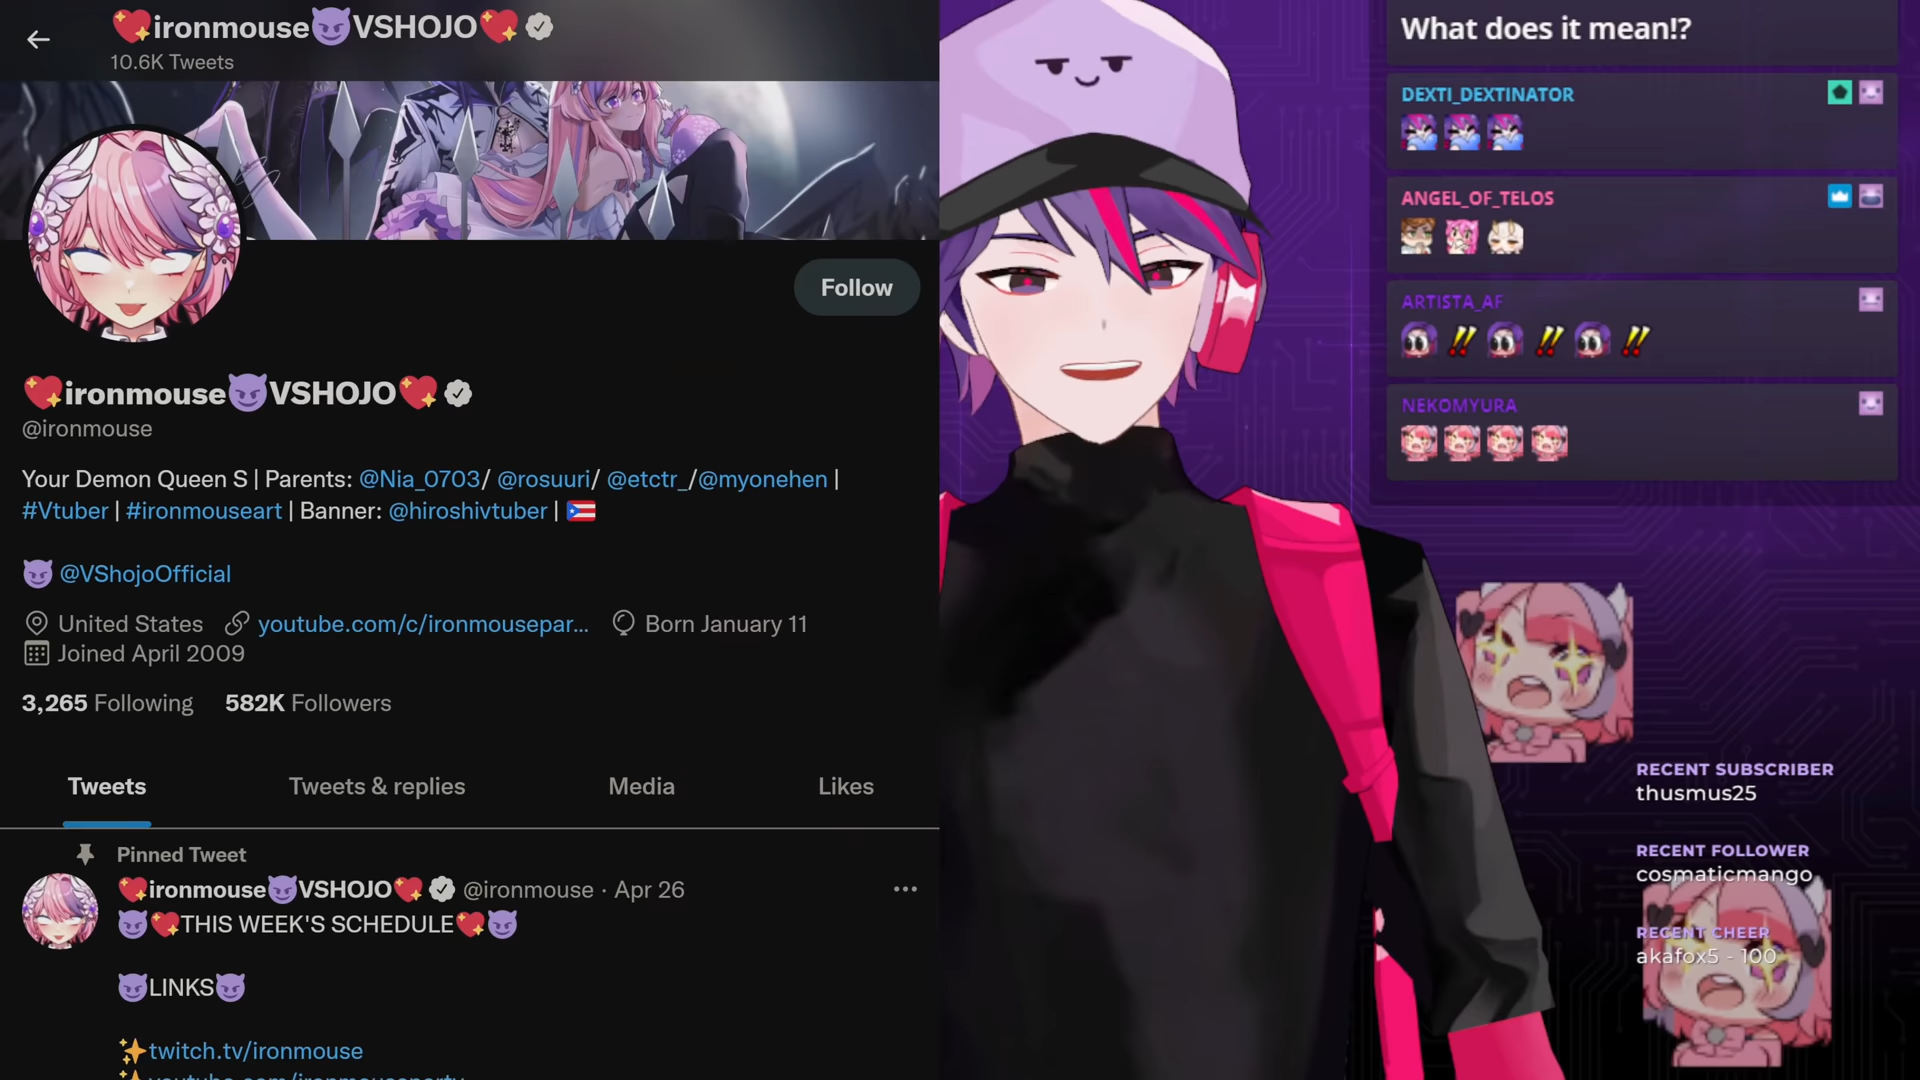 💖ironmouse😈VSHOJO💖
10.6K Tweets
Follow
💖ironmouse😈VSHOJO💖
@ironmouse
Your Demon Queen S | Parents: @Nia_0703/ @rosuuri/ @etctr_/@myonehen |
#Vtuber | #ironmouseart | Banner: @hiroshivtuber | 🇵🇷
😈 @VShojoOfficial
United States youtube.com/c/ironmousepar... Born January 11
Joined April 2009
3,265 Following 582K Followers
Tweets Tweets & replies Media Likes
Pinned Tweet
💖ironmouse😈VSHOJO💖 @ironmouse · Apr 26
😈💖THIS WEEK'S SCHEDULE💖😈
😈LINKS😈
✨twitch.tv/ironmouse
✨youtube.com/ironmouseparty
What does it mean!?
DEXTI_DEXTINATOR
ANGEL_OF_TELOS
ARTISTA_AF
NEKOMYURA
RECENT SUBSCRIBER
thusmus25
RECENT FOLLOWER
cosmaticmango
RECENT CHEER
akafox5 - 100